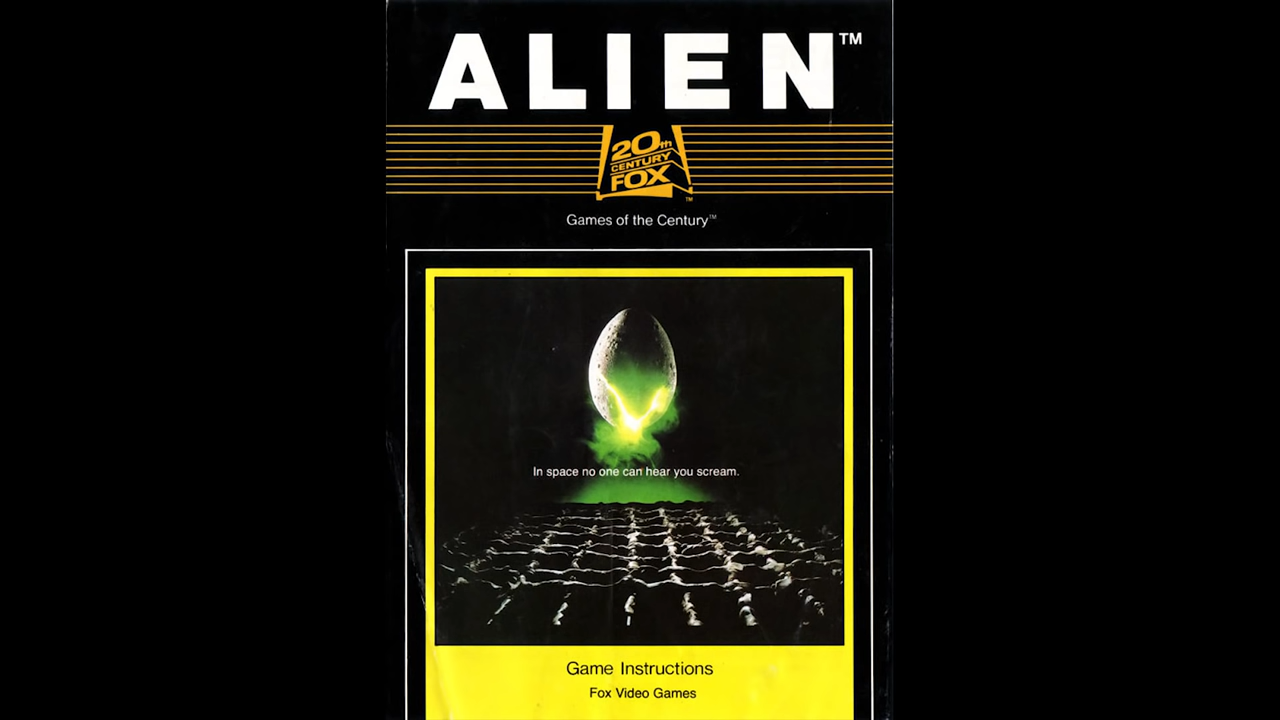 ALIEN™
20th
CENTURY
FOX™
Games of the Century™
In space no one can hear you scream.
Game Instructions
Fox Video Games